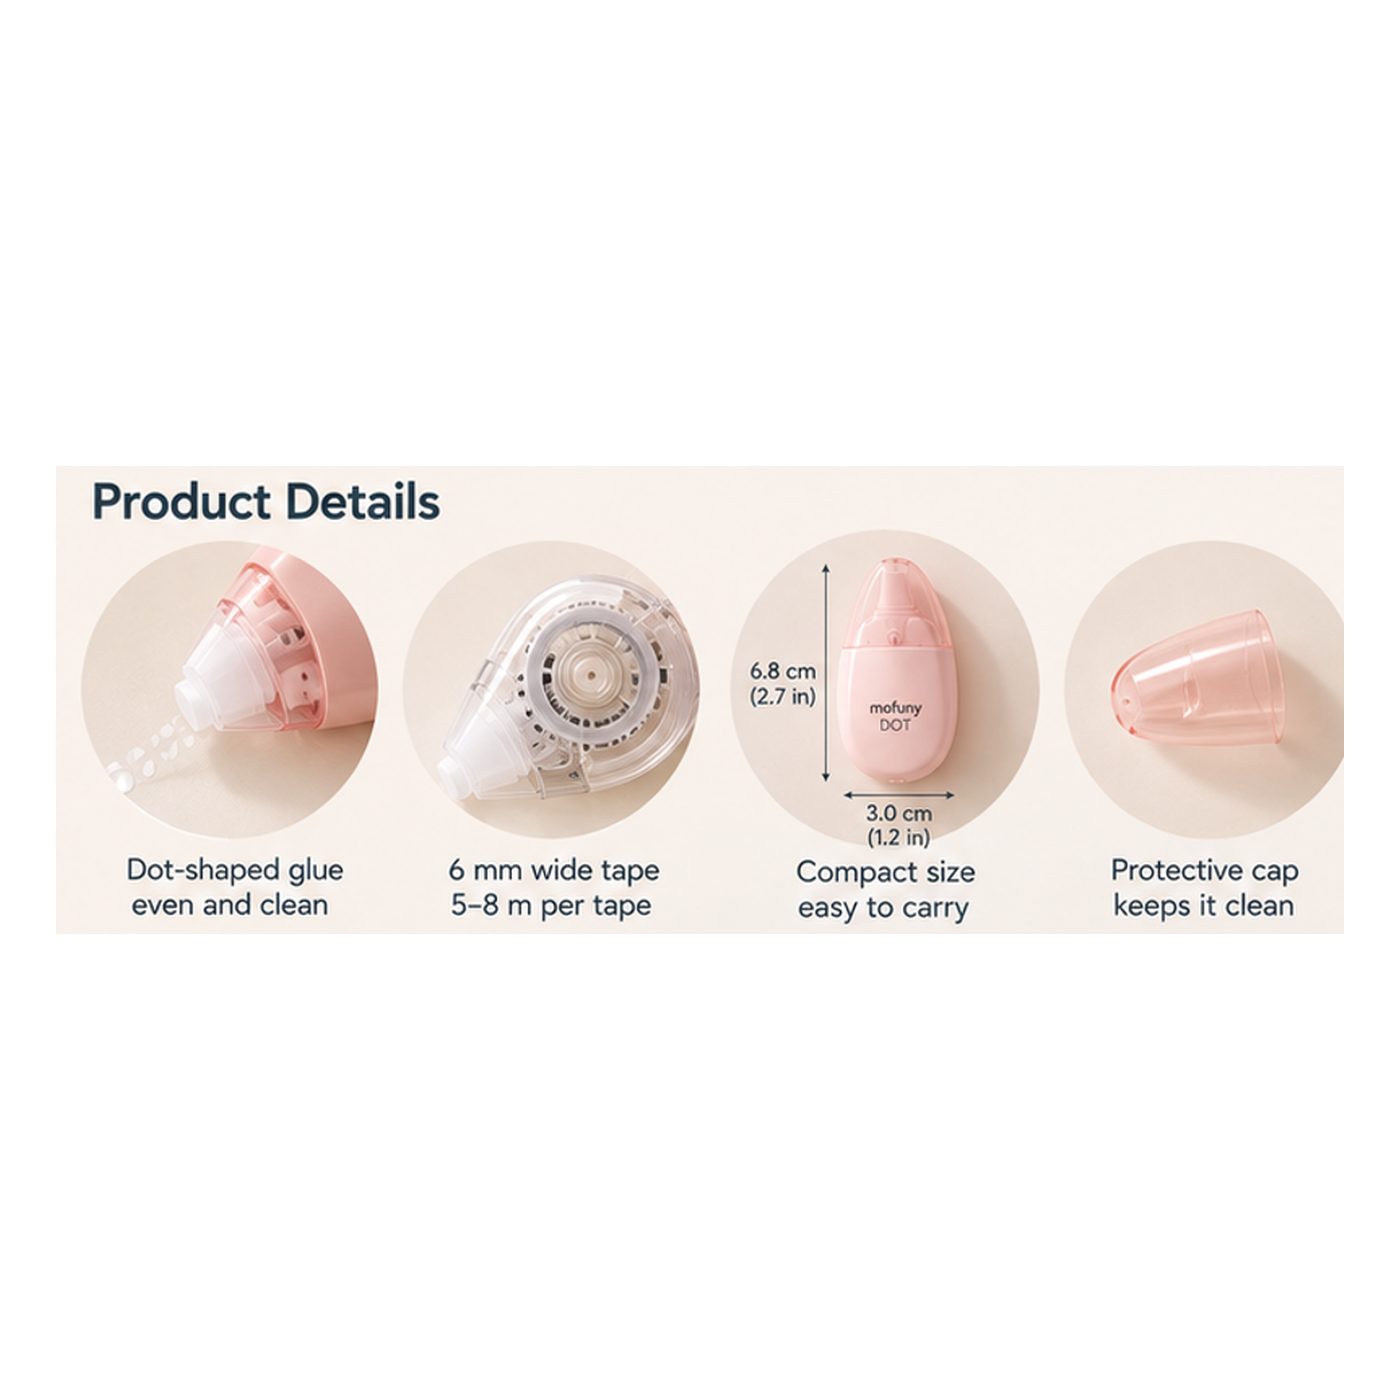 Product Details
Dot-shaped glue
even and clean
6 mm wide tape
5–8 m per tape
6.8 cm
(2.7 in)
mofuny
DOT
3.0 cm
(1.2 in)
Compact size
easy to carry
Protective cap
keeps it clean